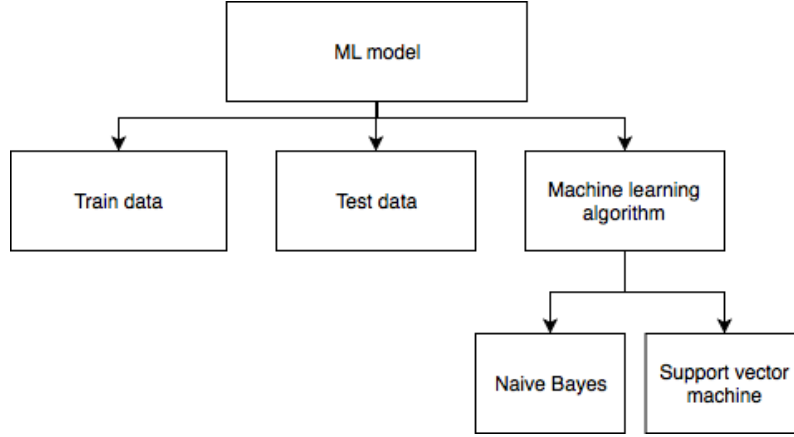 ML model
Train data
Test data
Machine learning
algorithm
Naive Bayes
Support vector
machine